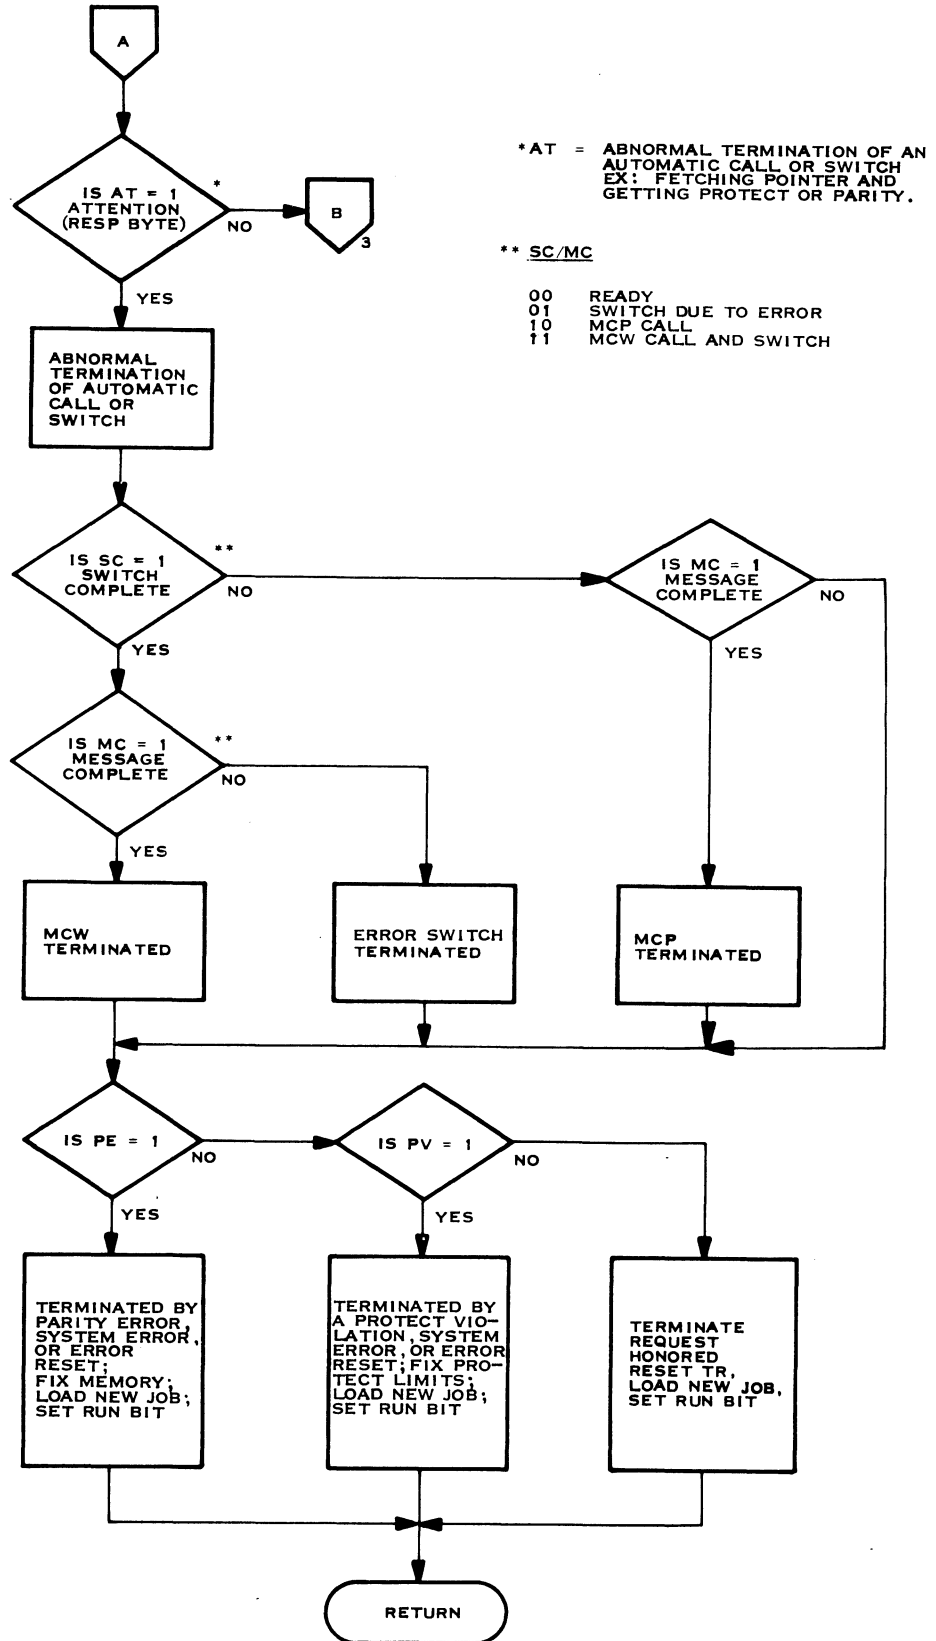 A
IS AT = 1
ATTENTION
(RESP BYTE)
*
NO
B
3
YES
*AT = ABNORMAL TERMINATION OF AN
AUTOMATIC CALL OR SWITCH
EX: FETCHING POINTER AND
GETTING PROTECT OR PARITY.
** SC/MC
00 READY
01 SWITCH DUE TO ERROR
10 MCP CALL
11 MCW CALL AND SWITCH
ABNORMAL
TERMINATION
OF AUTOMATIC
CALL OR
SWITCH
IS SC = 1
SWITCH
COMPLETE
**
NO
YES
IS MC = 1
MESSAGE
COMPLETE
NO
YES
IS MC = 1
MESSAGE
COMPLETE
**
NO
YES
MCW
TERMINATED
ERROR SWITCH
TERMINATED
MCP
TERMINATED
IS PE = 1
NO
YES
IS PV = 1
NO
YES
TERMINATED BY
PARITY ERROR,
SYSTEM ERROR,
OR ERROR
RESET;
FIX MEMORY;
LOAD NEW JOB;
SET RUN BIT
TERMINATED BY
A PROTECT VIO-
LATION, SYSTEM
ERROR, OR ERROR
RESET; FIX PRO-
TECT LIMITS;
LOAD NEW JOB;
SET RUN BIT
TERMINATE
REQUEST
HONORED
RESET TR,
LOAD NEW JOB,
SET RUN BIT
RETURN